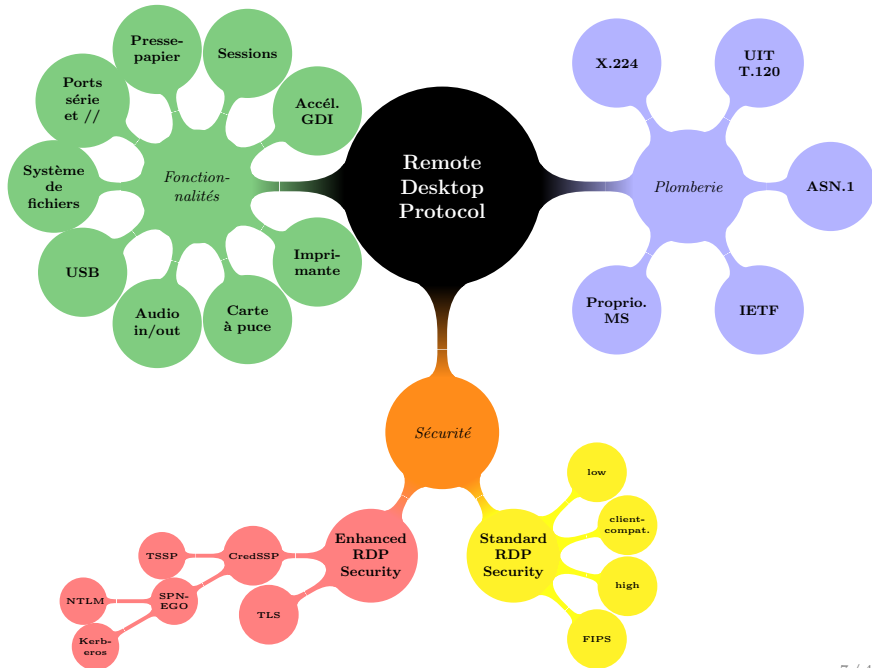 Remote
Desktop
Protocol
Fonction-
nalités
Accél.
GDI
Sessions
Presse-
papier
Ports
série
et //
Système
de
fichiers
USB
Audio
in/out
Carte
à puce
Impri-
mante
Plomberie
X.224
UIT
T.120
ASN.1
IETF
Proprio.
MS
Sécurité
Enhanced
RDP
Security
CredSSP
TSSP
SPN-
EGO
NTLM
Kerb-
eros
TLS
Standard
RDP
Security
low
client-
compat.
high
FIPS